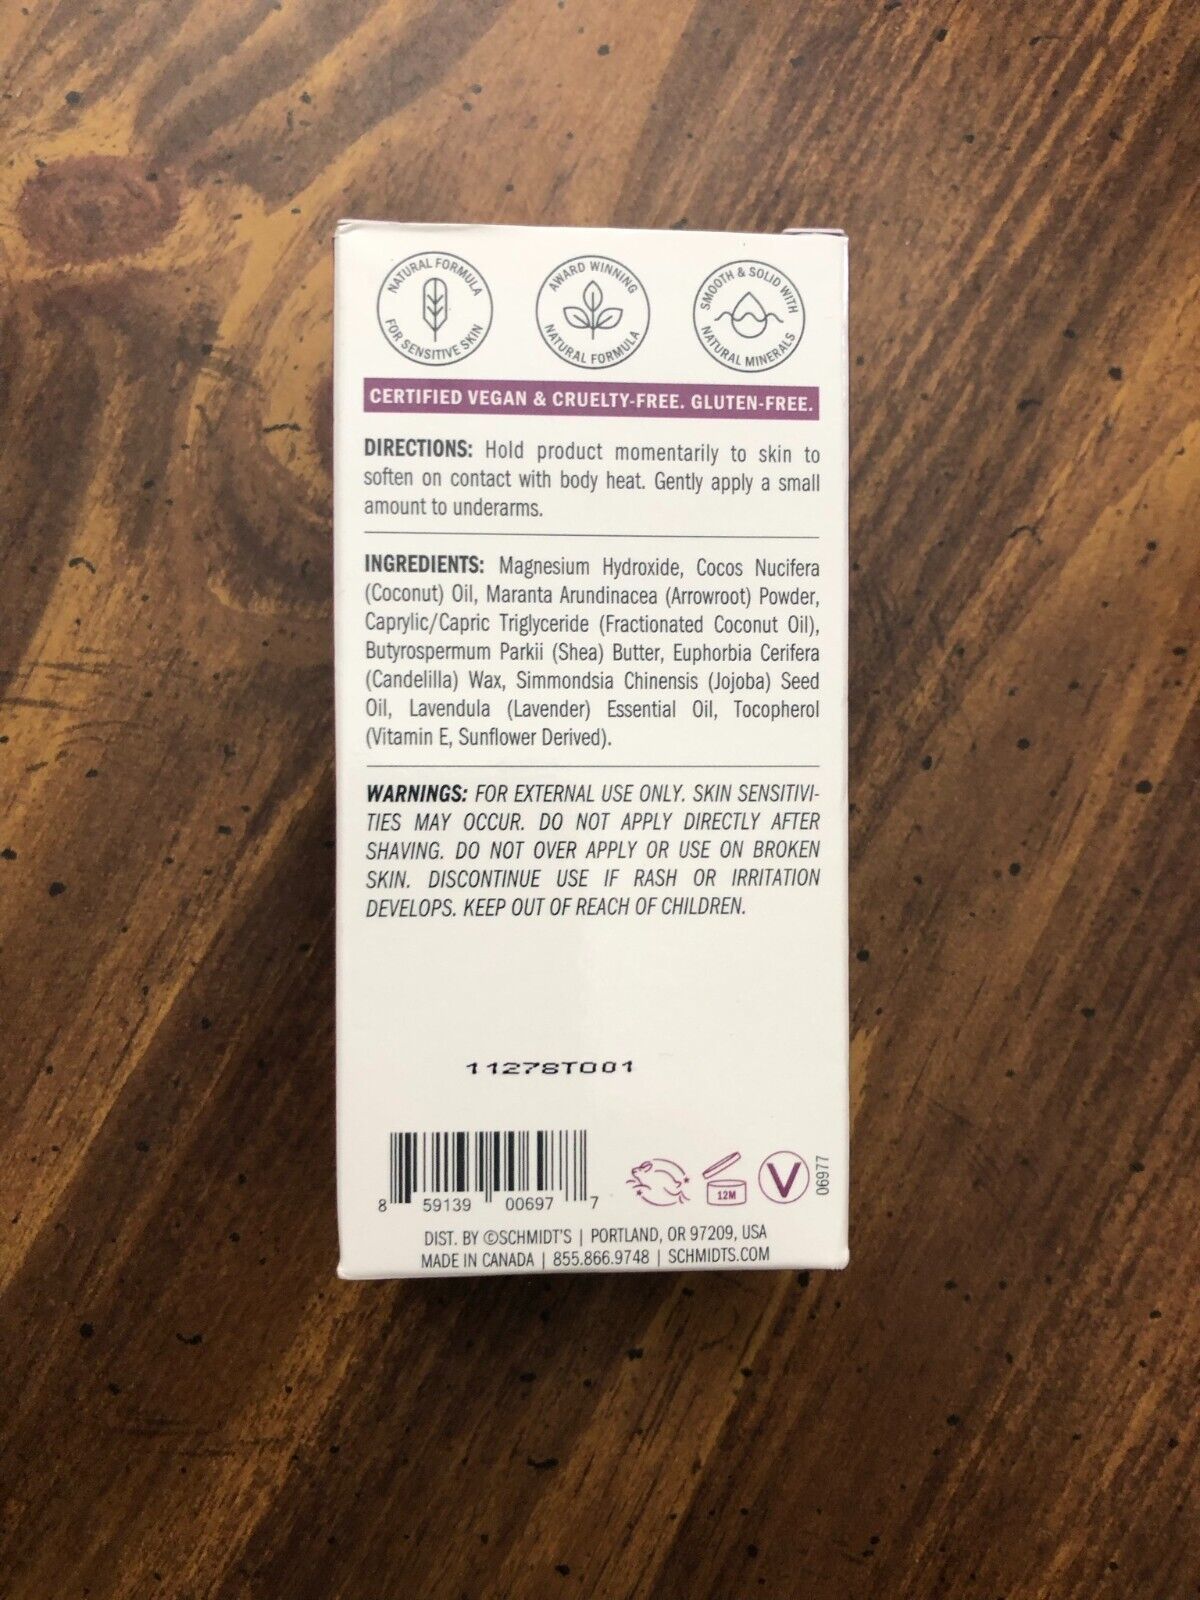 NATURAL FORMULA
FOR SENSITIVE SKIN
AWARD WINNING
NATURAL FORMULA
SMOOTH & SOLID WITH
NATURAL MINERALS
CERTIFIED VEGAN & CRUELTY-FREE. GLUTEN-FREE.
DIRECTIONS: Hold product momentarily to skin to
soften on contact with body heat. Gently apply a small
amount to underarms.
INGREDIENTS: Magnesium Hydroxide, Cocos Nucifera
(Coconut) Oil, Maranta Arundinacea (Arrowroot) Powder,
Caprylic/Capric Triglyceride (Fractionated Coconut Oil),
Butyrospermum Parkii (Shea) Butter, Euphorbia Cerifera
(Candelilla) Wax, Simmondsia Chinensis (Jojoba) Seed
Oil, Lavendula (Lavender) Essential Oil, Tocopherol
(Vitamin E, Sunflower Derived).
WARNINGS: FOR EXTERNAL USE ONLY. SKIN SENSITIVI-
TIES MAY OCCUR. DO NOT APPLY DIRECTLY AFTER
SHAVING. DO NOT OVER APPLY OR USE ON BROKEN
SKIN. DISCONTINUE USE IF RASH OR IRRITATION
DEVELOPS. KEEP OUT OF REACH OF CHILDREN.
11278T001
8 59139 00697 7
12M
V
06977
DIST. BY ©SCHMIDT'S | PORTLAND, OR 97209, USA
MADE IN CANADA | 855.866.9748 | SCHMIDTS.COM